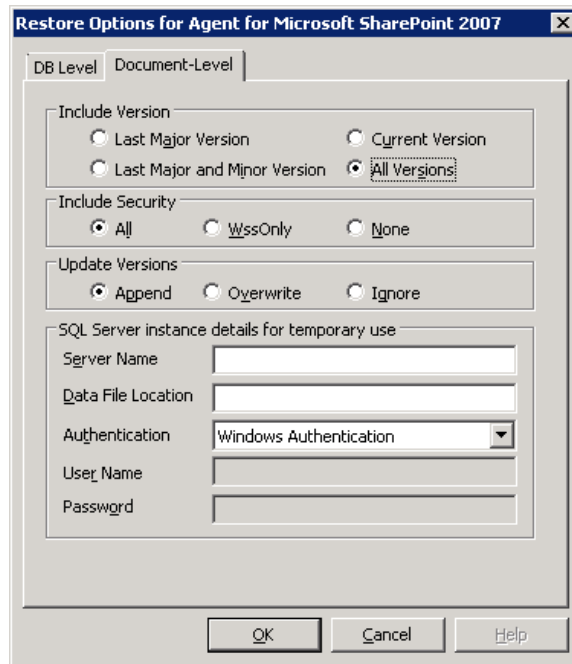 Restore Options for Agent for Microsoft SharePoint 2007
DB Level Document-Level
Include Version
Last Major Version Current Version
Last Major and Minor Version All Versions
Include Security
All WssOnly None
Update Versions
Append Overwrite Ignore
SQL Server instance details for temporary use
Server Name
Data File Location
Authentication Windows Authentication
User Name
Password
OK Cancel Help